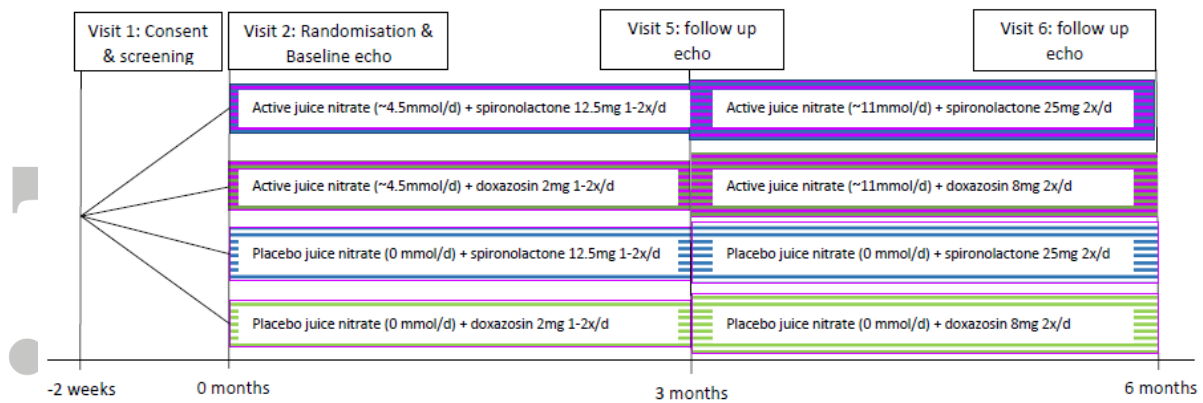 Visit 1: Consent
& screening
Visit 2: Randomisation &
Baseline echo
Visit 5: follow up
echo
Visit 6: follow up
echo
Active juice nitrate (~4.5mmol/d) + spironolactone 12.5mg 1-2x/d
Active juice nitrate (~11mmol/d) + spironolactone 25mg 2x/d
Active juice nitrate (~4.5mmol/d) + doxazosin 2mg 1-2x/d
Active juice nitrate (~11mmol/d) + doxazosin 8mg 2x/d
Placebo juice nitrate (0 mmol/d) + spironolactone 12.5mg 1-2x/d
Placebo juice nitrate (0 mmol/d) + spironolactone 25mg 2x/d
Placebo juice nitrate (0 mmol/d) + doxazosin 2mg 1-2x/d
Placebo juice nitrate (0 mmol/d) + doxazosin 8mg 2x/d
-2 weeks
0 months
3 months
6 months